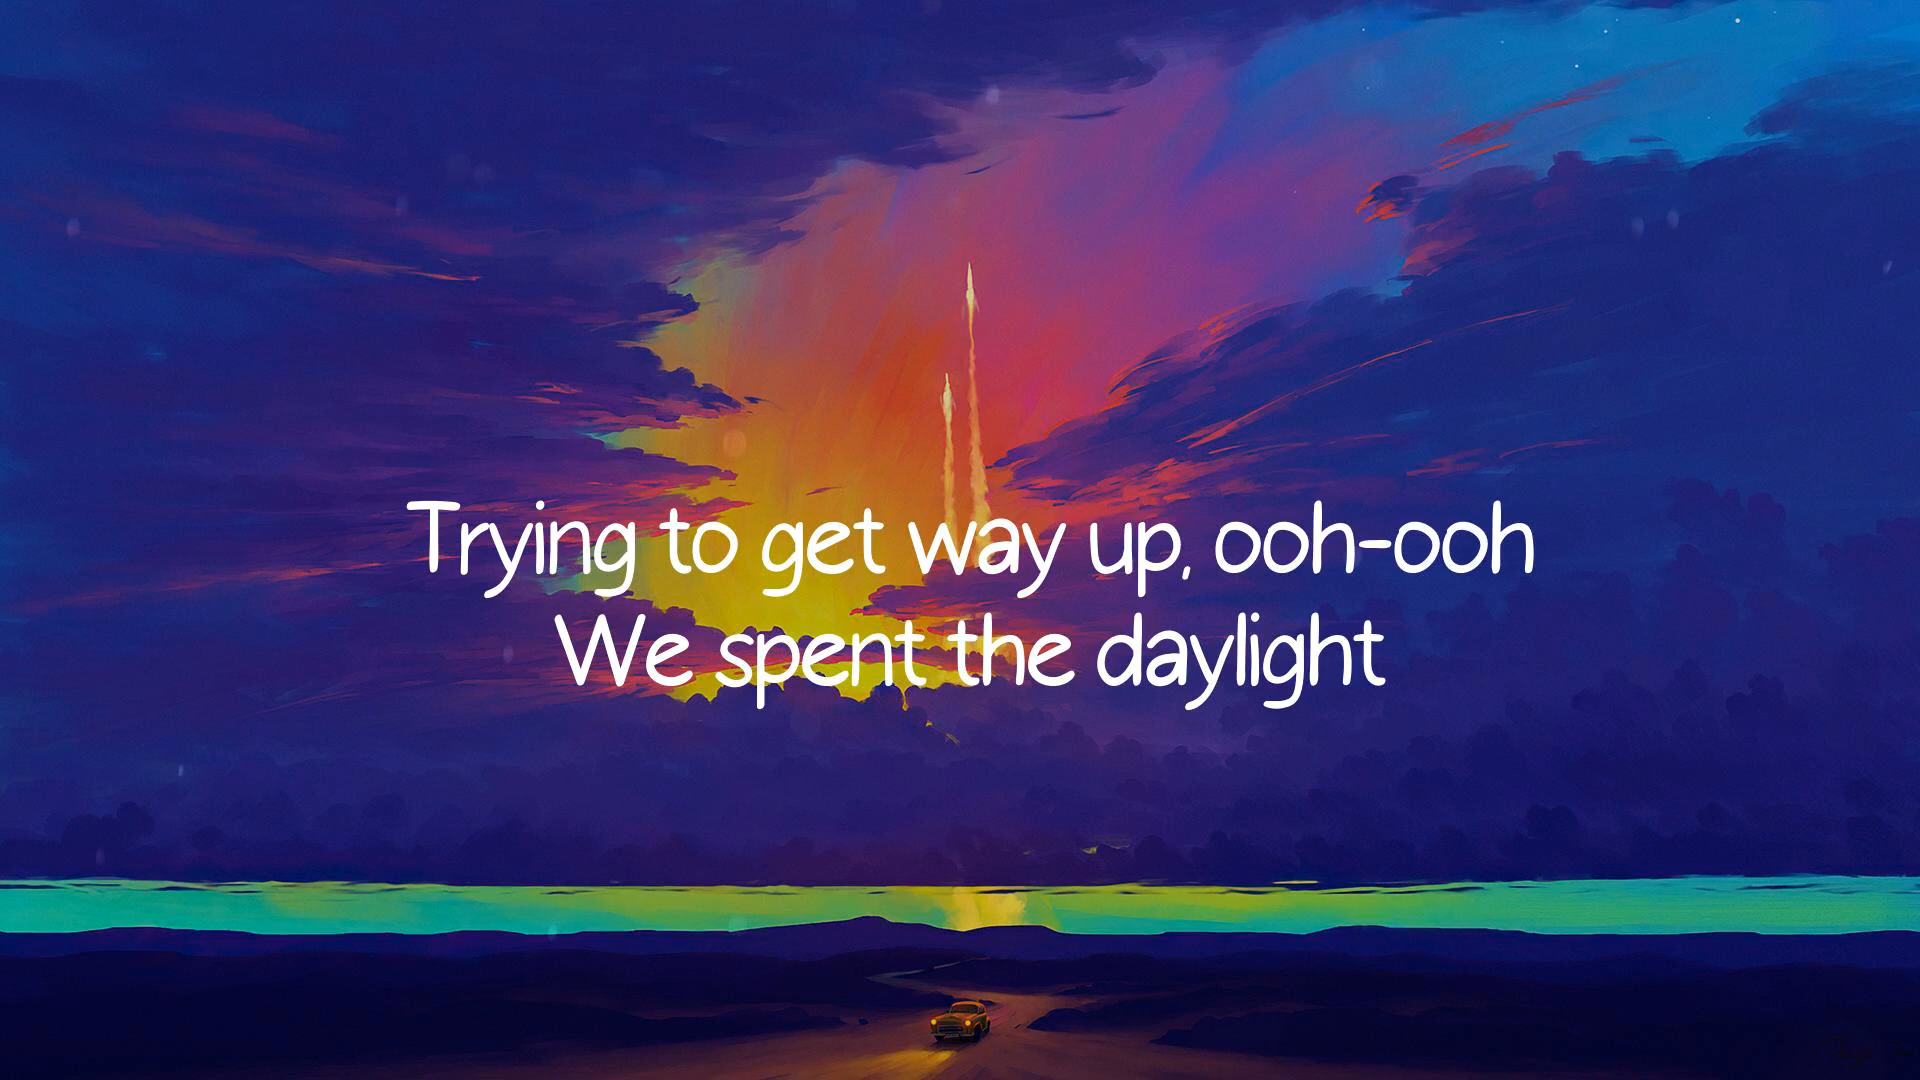 Trying to get way up, ooh-ooh
We spent the daylight